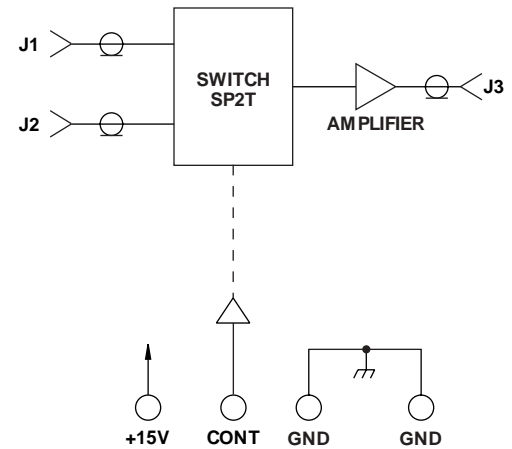 J1
SWITCH
SP2T
J3
J2
AMPLIFIER
+15V
CONT
GND
GND